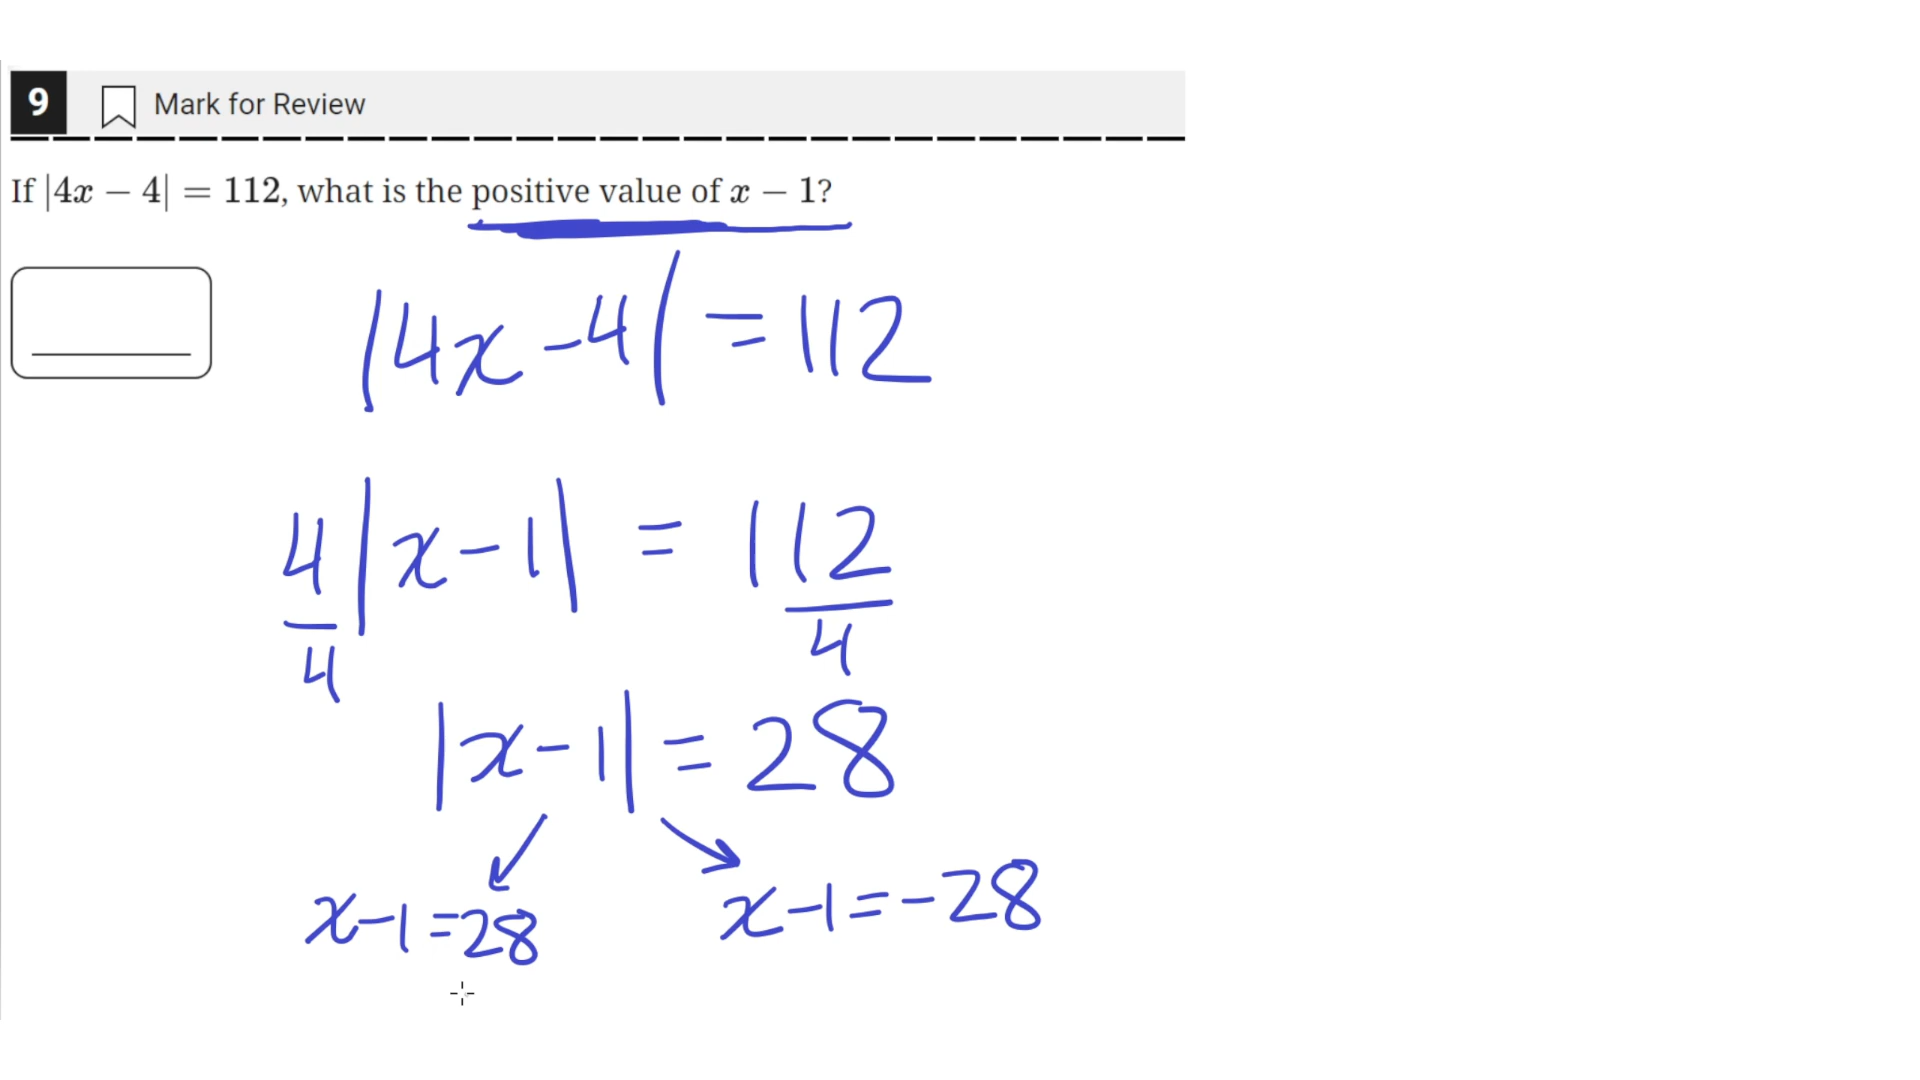 9 Mark for Review
If |4x − 4| = 112, what is the positive value of x − 1?
|4x - 4| = 112
4|x - 1| = 112
4 4
|x - 1| = 28
x - 1 = 28 x - 1 = - 28